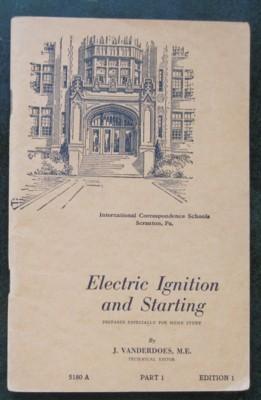 International Correspondence Schools
Scranton, Pa.
Electric Ignition
and Starting
PREPARED ESPECIALLY FOR HOME STUDY
By
J. VANDERDOES, M.E.
TECHNICAL EDITOR
5180 A PART 1 EDITION 1